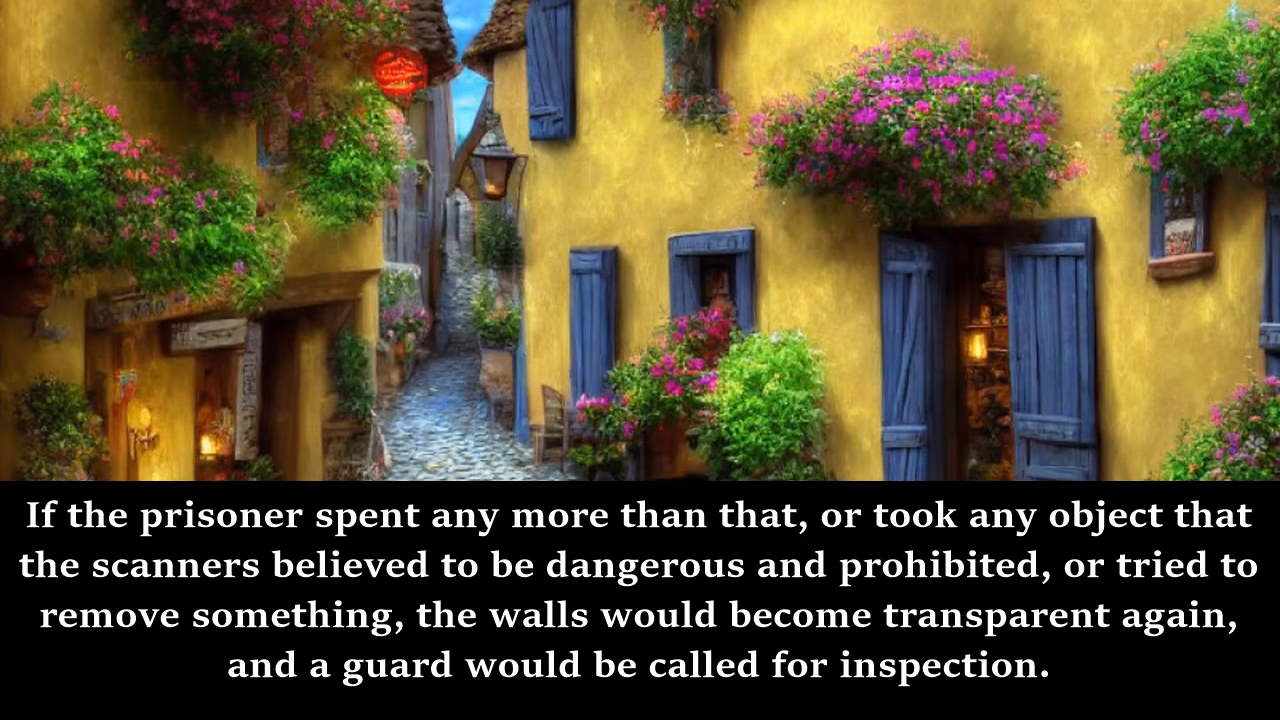 If the prisoner spent any more than that, or took any object that
the scanners believed to be dangerous and prohibited, or tried to
remove something, the walls would become transparent again,
and a guard would be called for inspection.